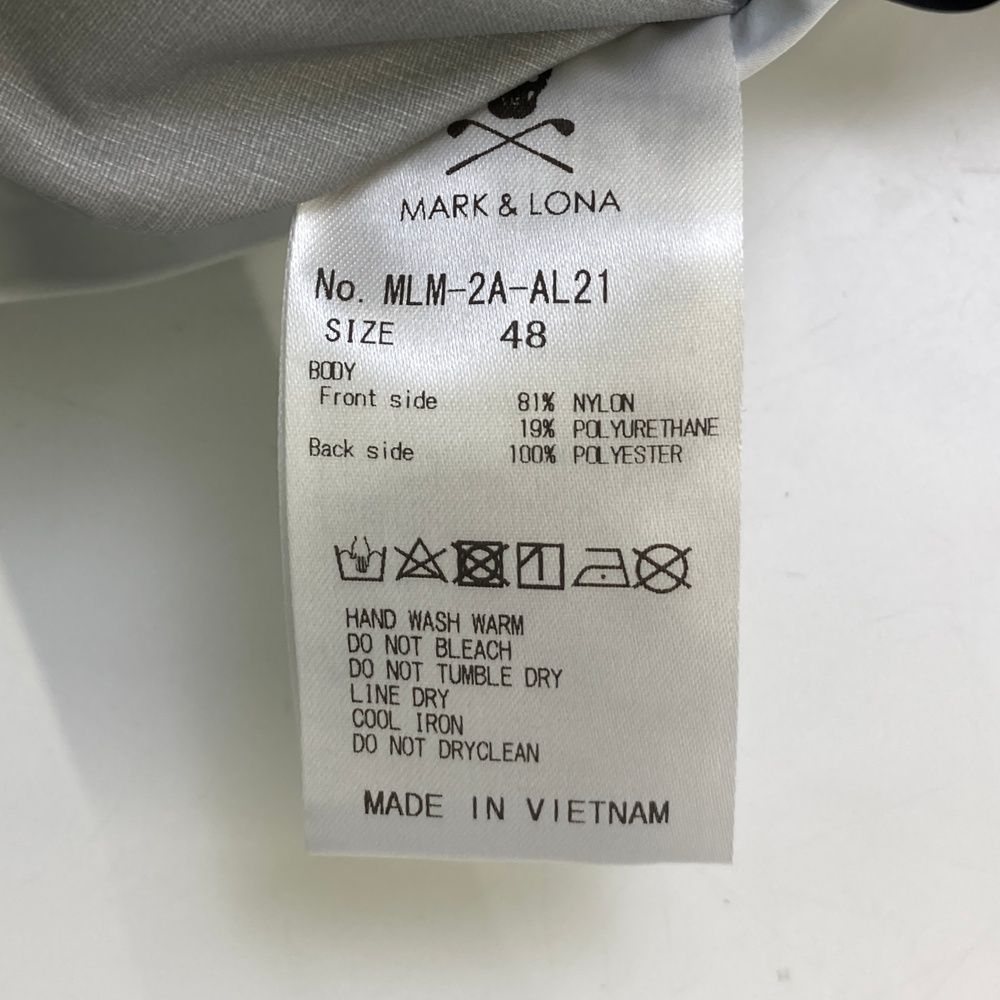 MARK & LONA
No. MLM-2A-AL21
SIZE 48
BODY
Front side 81% NYLON
19% POLYURETHANE
Back side 100% POLYESTER
HAND WASH WARM
DO NOT BLEACH
DO NOT TUMBLE DRY
LINE DRY
COOL IRON
DO NOT DRYCLEAN
MADE IN VIETNAM